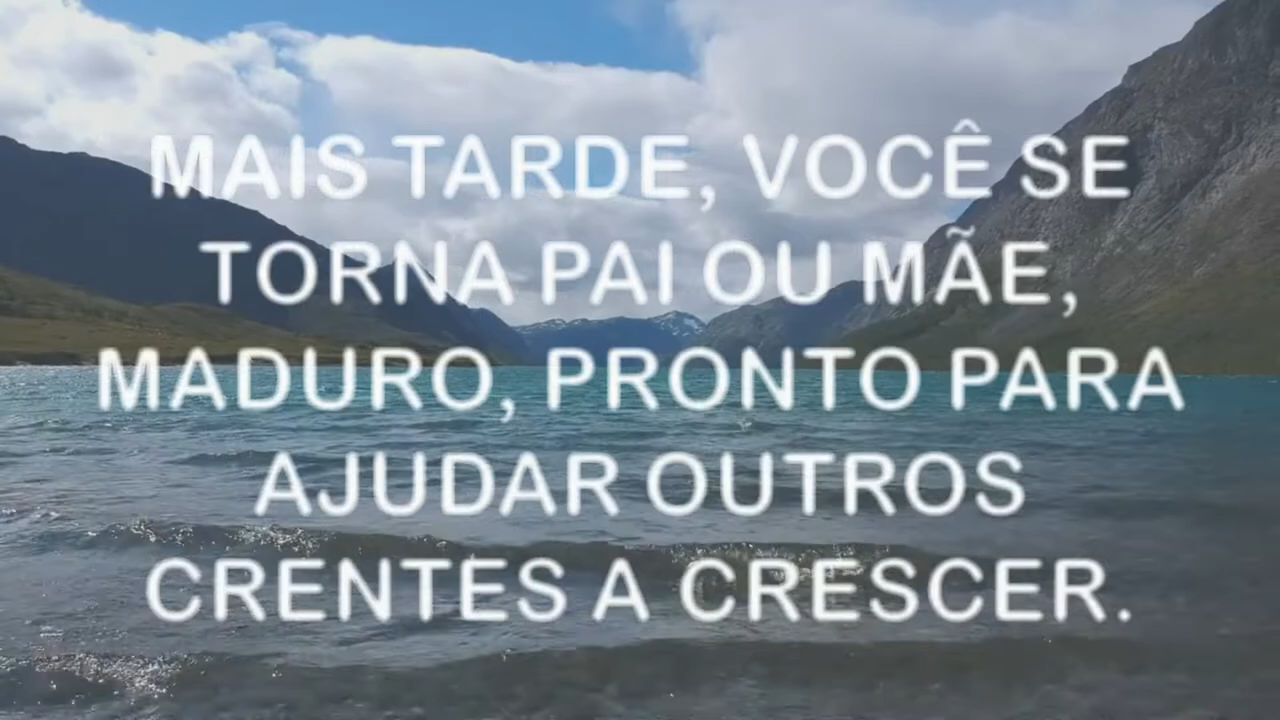 MAIS TARDE, VOCÊ SE
TORNA PAI OU MÃE,
MADURO, PRONTO PARA
AJUDAR OUTROS
CRENTES A CRESCER.